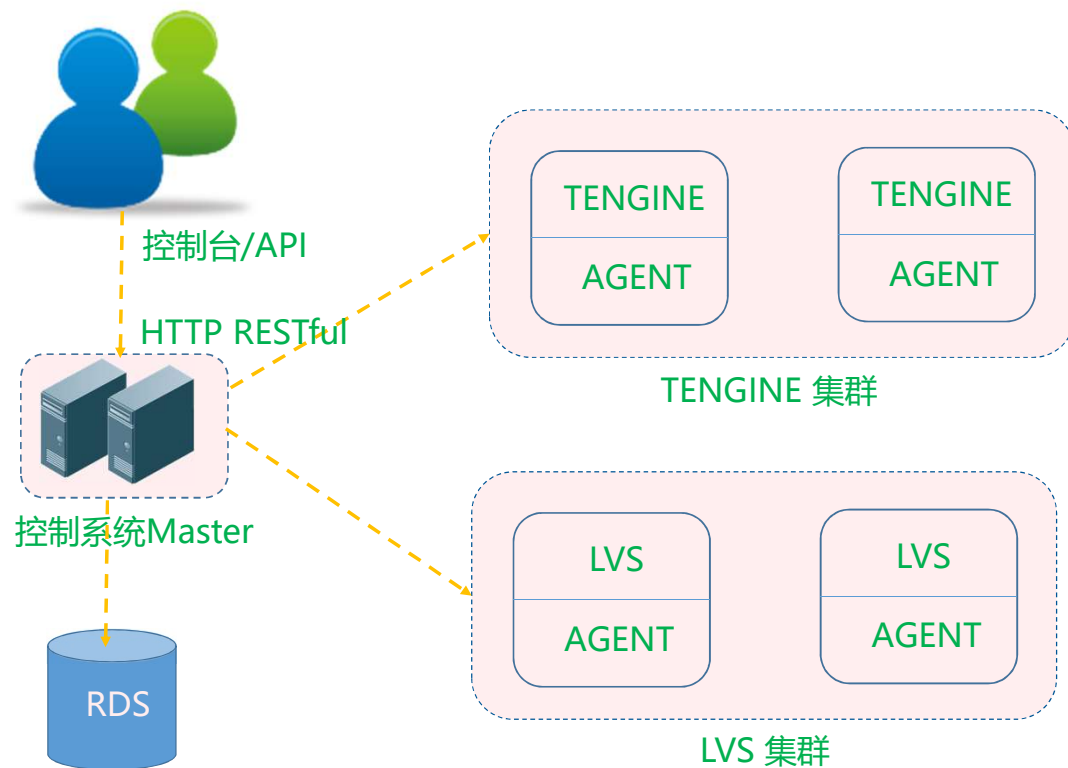 控制台/API
HTTP RESTful
控制系统Master
RDS
TENGINE
AGENT
TENGINE
AGENT
TENGINE 集群
LVS
AGENT
LVS
AGENT
LVS 集群